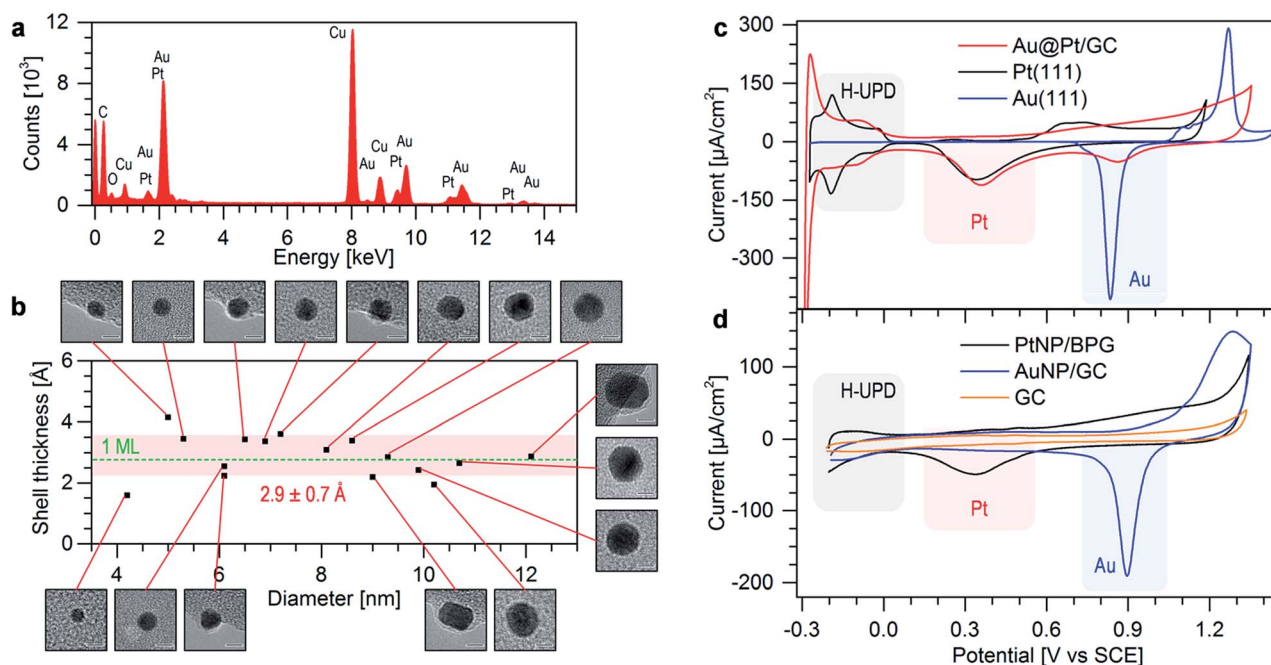 a
12
8
4
0
Counts [10³]
C
O
Cu
Au
Pt
Au
Pt
Cu
Au
Cu
Pt
Au
Pt
Au
Pt
Au
Au
0 2 4 6 8 10 12 14
Energy [keV]
b
6
4
2
0
Shell thickness [Å]
1 ML
2.9 ± 0.7 Å
4 6 8 10 12
Diameter [nm]
c
300
150
0
-150
-300
Current [µA/cm²]
H-UPD
Au@Pt/GC
Pt(111)
Au(111)
Pt
Au
d
100
0
-100
-200
Current [µA/cm²]
H-UPD
PtNP/BPG
AuNP/GC
GC
Pt
Au
-0.3 0.0 0.3 0.6 0.9 1.2
Potential [V vs SCE]